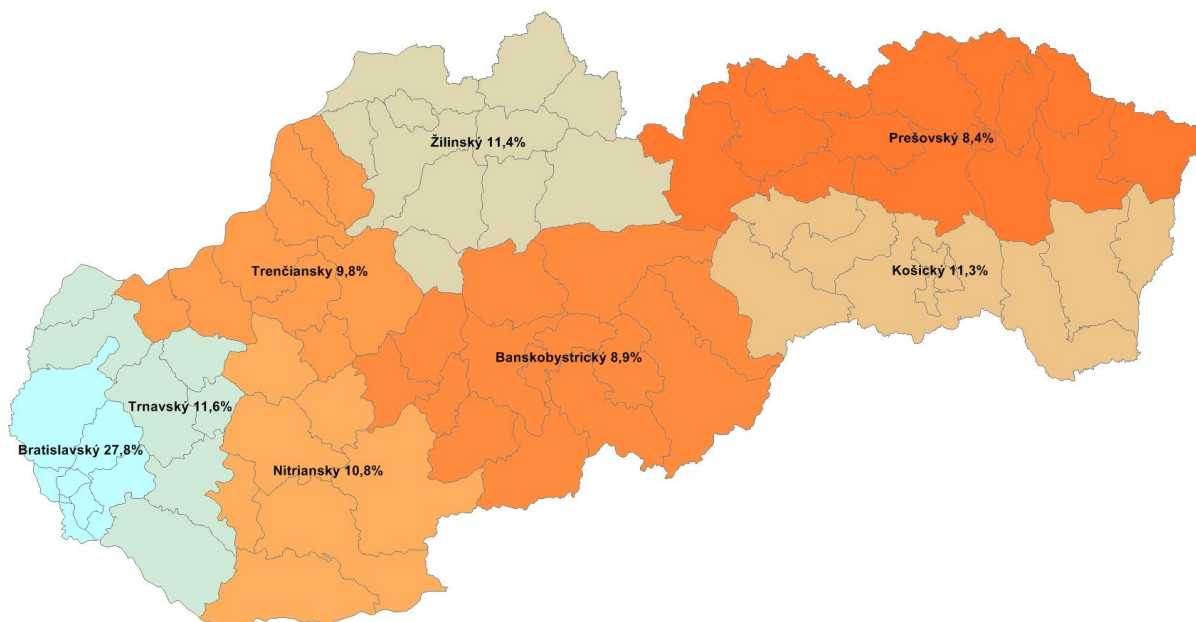 Žilinský 11,4%
Prešovský 8,4%
Trenčiansky 9,8%
Košický 11,3%
Banskobystrický 8,9%
Trnavský 11,6%
Bratislavský 27,8%
Nitriansky 10,8%